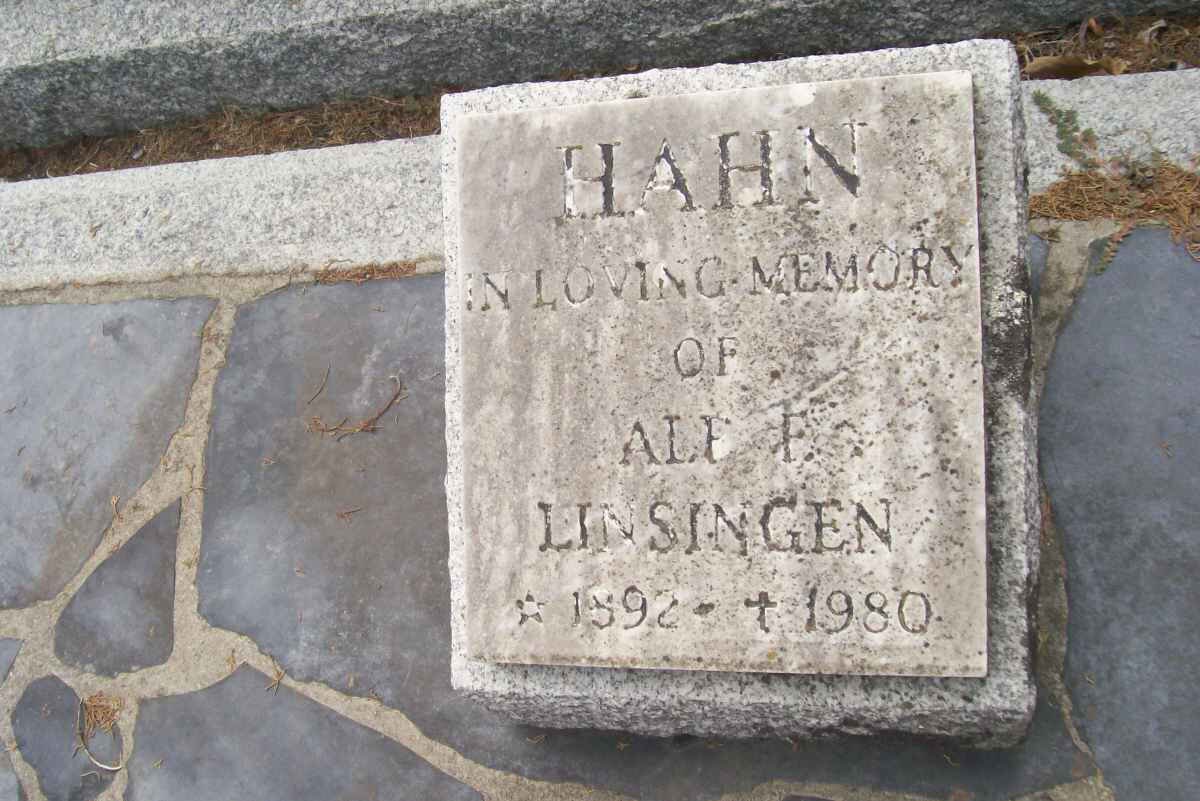 HAHN
IN LOVING MEMORY
OF
ALF F.
LINSINGEN
☆ 1892 - ✝ 1980